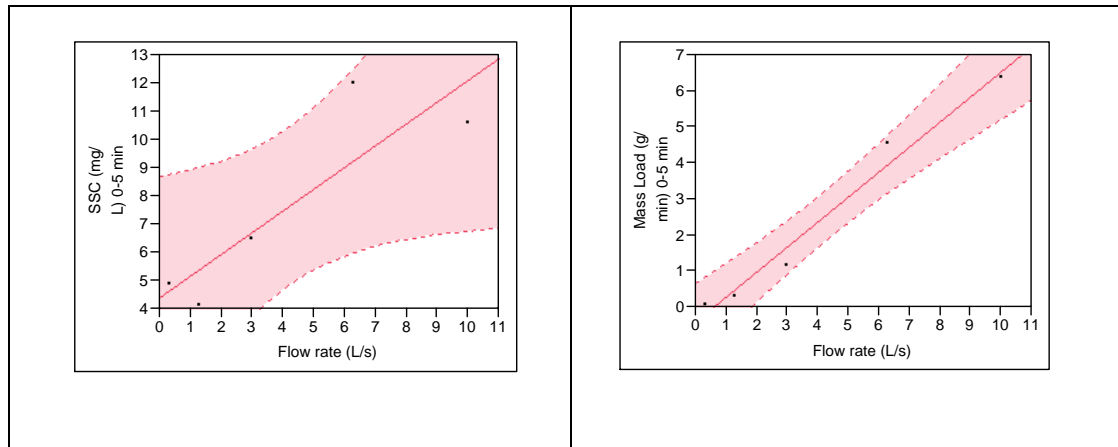 13
12
11
10
9
8
7
6
5
4
SSC (mg/
L) 0-5 min
0 1 2 3 4 5 6 7 8 9 10 11
Flow rate (L/s)
7
6
5
4
3
2
1
0
Mass Load (g/
min) 0-5 min
0 1 2 3 4 5 6 7 8 9 10 11
Flow rate (L/s)